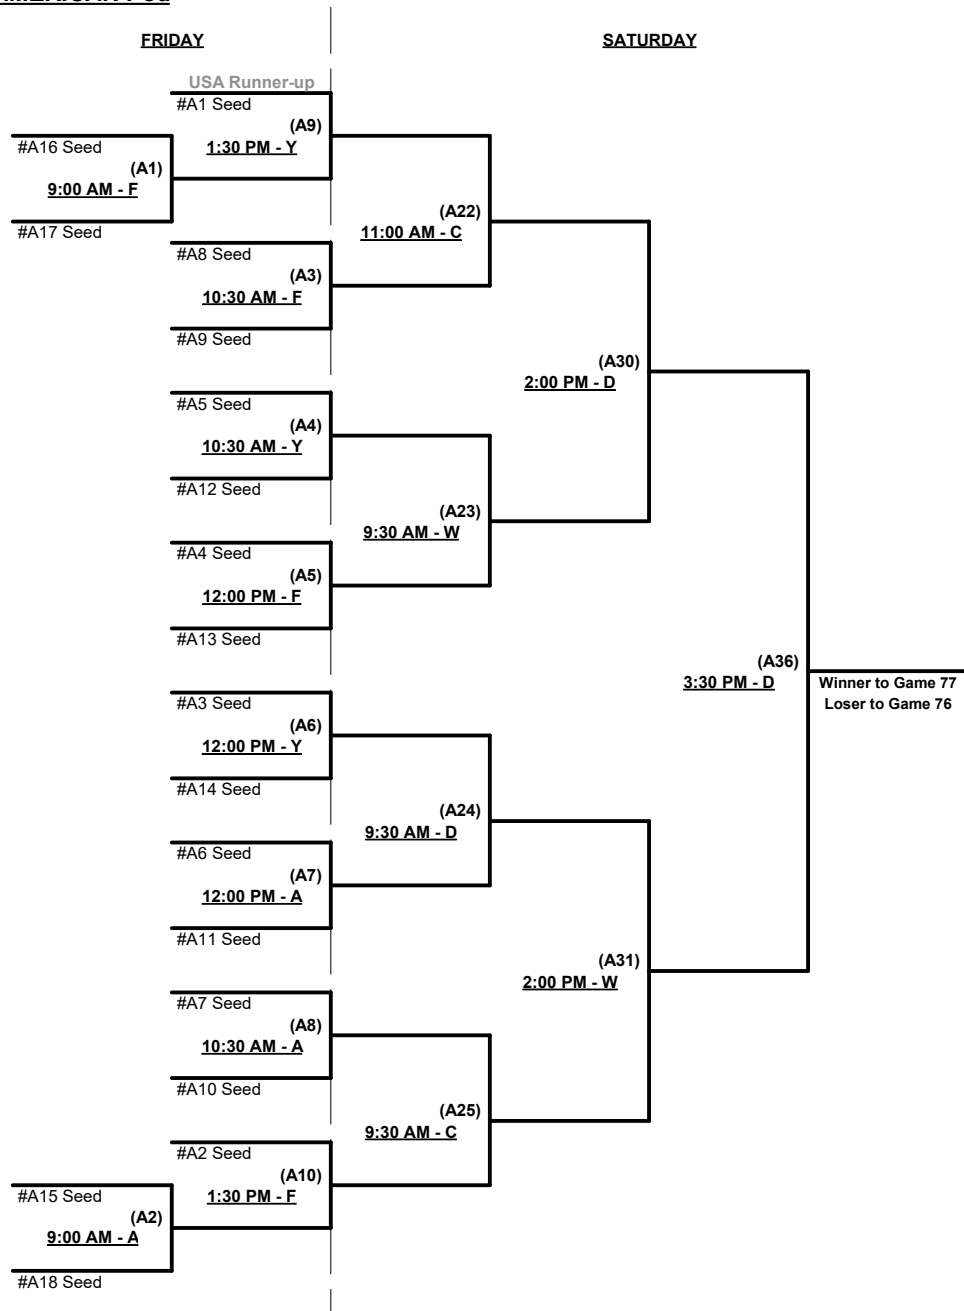 FRIDAY
SATURDAY
USA Runner-up
#A1 Seed
(A9)
1:30 PM - Y
#A16 Seed
(A1)
9:00 AM - F
#A17 Seed
(A22)
11:00 AM - C
#A8 Seed
(A3)
10:30 AM - F
#A9 Seed
(A30)
2:00 PM - D
#A5 Seed
(A4)
10:30 AM - Y
#A12 Seed
(A23)
9:30 AM - W
#A4 Seed
(A5)
12:00 PM - F
#A13 Seed
(A36)
3:30 PM - D
Winner to Game 77
Loser to Game 76
#A3 Seed
(A6)
12:00 PM - Y
#A14 Seed
(A24)
9:30 AM - D
#A6 Seed
(A7)
12:00 PM - A
#A11 Seed
(A31)
2:00 PM - W
#A7 Seed
(A8)
10:30 AM - A
#A10 Seed
(A25)
9:30 AM - C
#A2 Seed
(A10)
1:30 PM - F
#A15 Seed
(A2)
9:00 AM - A
#A18 Seed